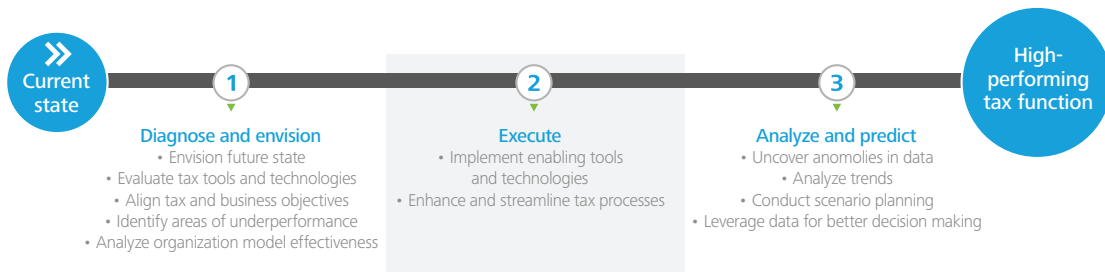 Current
state
1
Diagnose and envision
• Envision future state
• Evaluate tax tools and technologies
• Align tax and business objectives
• Identify areas of underperformance
• Analyze organization model effectiveness
2
Execute
• Implement enabling tools
and technologies
• Enhance and streamline tax processes
3
Analyze and predict
• Uncover anomolies in data
• Analyze trends
• Conduct scenario planning
• Leverage data for better decision making
High-
performing
tax function